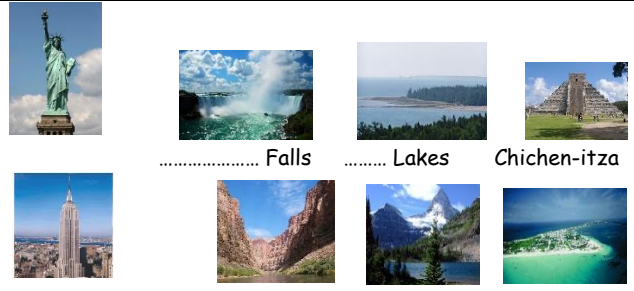 ………………… Falls
……… Lakes
Chichen-itza